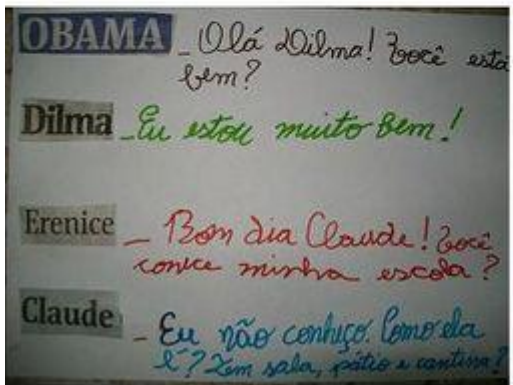 OBAMA - Olá Dilma! Você está
bem?
Dilma - Eu estou muito bem!
Erenice - Bom dia Claude! Você
conhce minha escola?
Claude - Eu não conheço. Como ela
é? Tem sala, pátio e cantina?